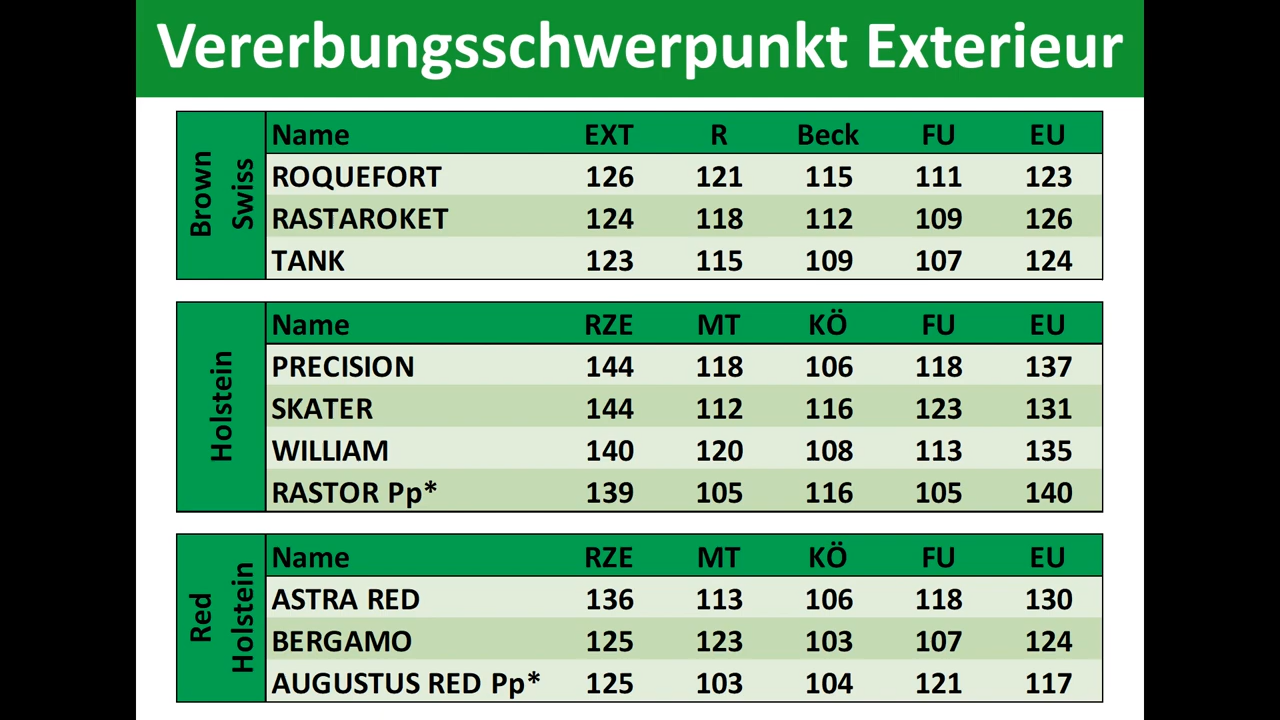 Vererbungsschwerpunkt Exterieur
Brown Swiss
Name EXT R Beck FU EU
ROQUEFORT 126 121 115 111 123
RASTAROKET 124 118 112 109 126
TANK 123 115 109 107 124
Holstein
Name RZE MT KÖ FU EU
PRECISION 144 118 106 118 137
SKATER 144 112 116 123 131
WILLIAM 140 120 108 113 135
RASTOR Pp* 139 105 116 105 140
Red Holstein
Name RZE MT KÖ FU EU
ASTRA RED 136 113 106 118 130
BERGAMO 125 123 103 107 124
AUGUSTUS RED Pp* 125 103 104 121 117